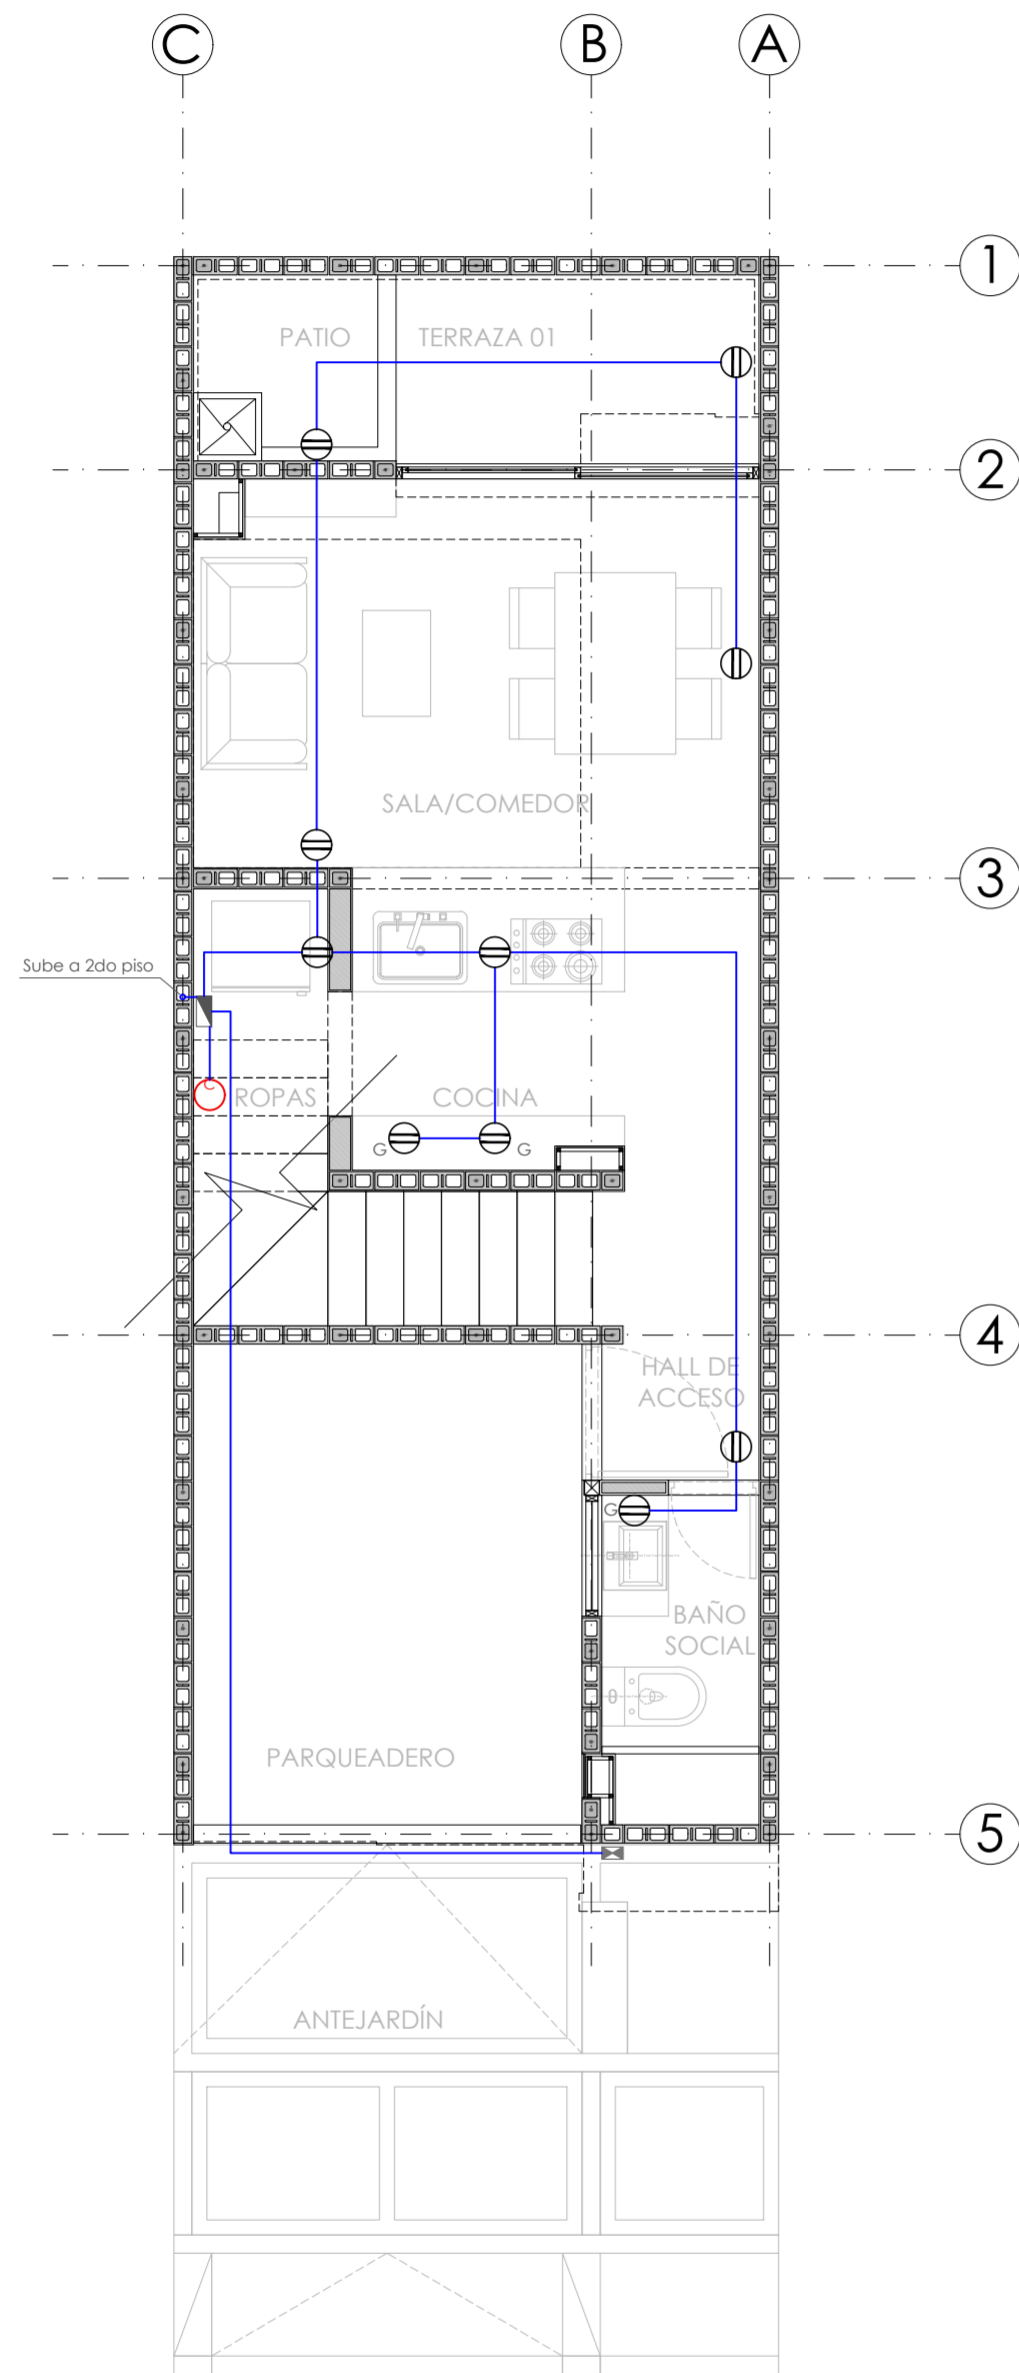 C
B
A
1
PATIO
TERRAZA 01
2
SALA/COMEDOR
3
Sube a 2do piso
C
ROPAS
COCINA
G
G
4
HALL DE
ACCESO
G
BAÑO
SOCIAL
PARQUEADERO
5
ANTEJARDÍN